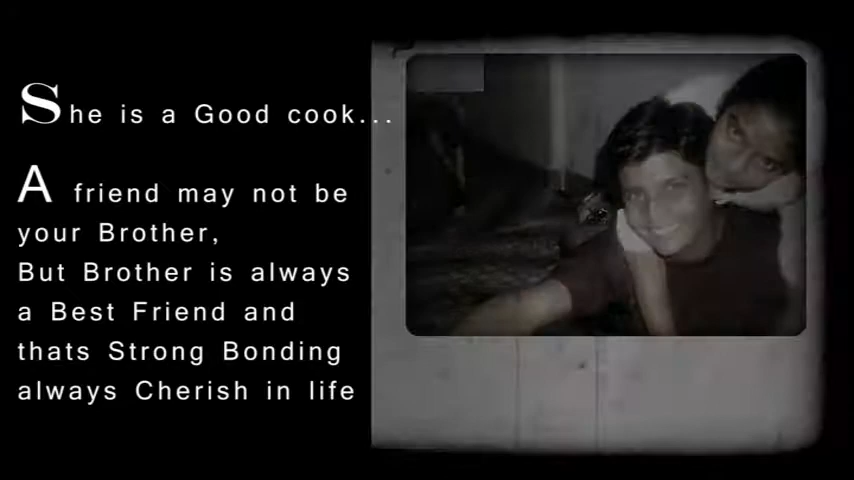 She is a Good cook...
A friend may not be
your Brother,
But Brother is always
a Best Friend and
thats Strong Bonding
always Cherish in life